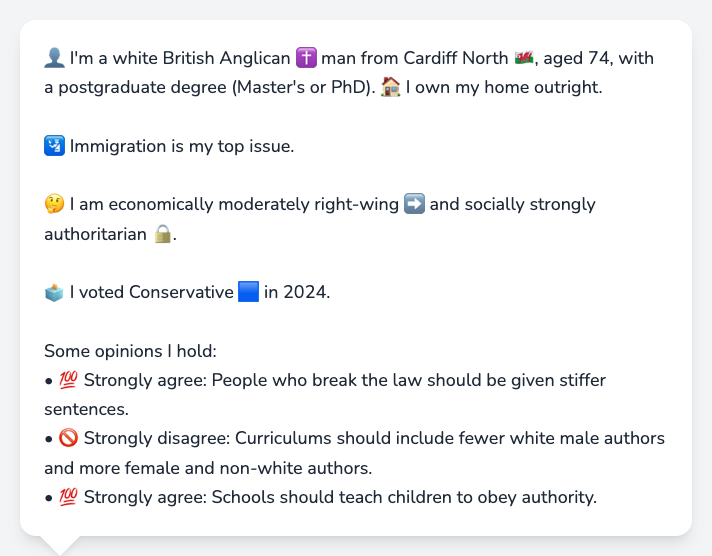 👤 I'm a white British Anglican ✝️ man from Cardiff North 🏴󠁧󠁢󠁷󠁬󠁳󠁿, aged 74, with
a postgraduate degree (Master's or PhD). 🏠 I own my home outright.
🛂 Immigration is my top issue.
🤔 I am economically moderately right-wing ➡️ and socially strongly
authoritarian 🔒.
🗳️ I voted Conservative 🟦 in 2024.
Some opinions I hold:
• 💯 Strongly agree: People who break the law should be given stiffer
sentences.
• 🚫 Strongly disagree: Curriculums should include fewer white male authors
and more female and non-white authors.
• 💯 Strongly agree: Schools should teach children to obey authority.